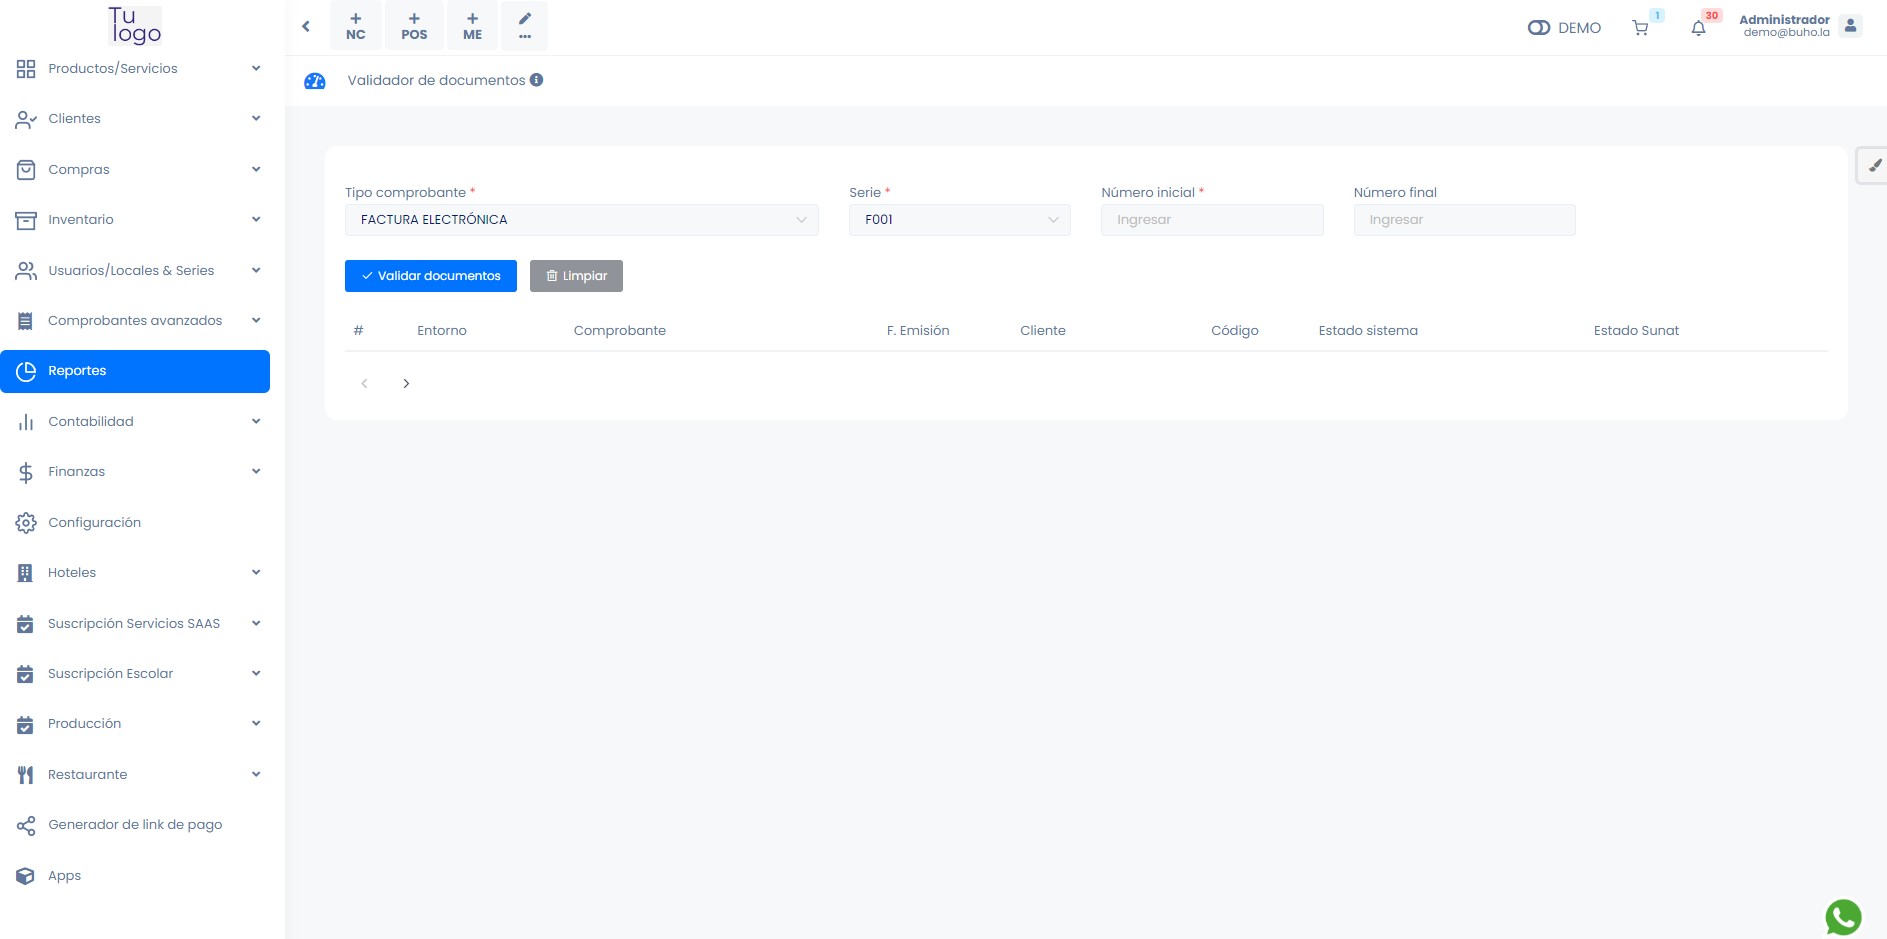 Tu
logo
Productos/Servicios
Clientes
Compras
Inventario
Usuarios/Locales & Series
Comprobantes avanzados
Reportes
Contabilidad
Finanzas
Configuración
Hoteles
Suscripción Servicios SAAS
Suscripción Escolar
Producción
Restaurante
Generador de link de pago
Apps
+ NC
+ POS
+ ME
...
DEMO
1
30
Administrador
demo@buho.la
Validador de documentos
Tipo comprobante * Serie * Número inicial * Número final
FACTURA ELECTRÓNICA F001 Ingresar Ingresar
Validar documentos Limpiar
# Entorno Comprobante F. Emisión Cliente Código Estado sistema Estado Sunat